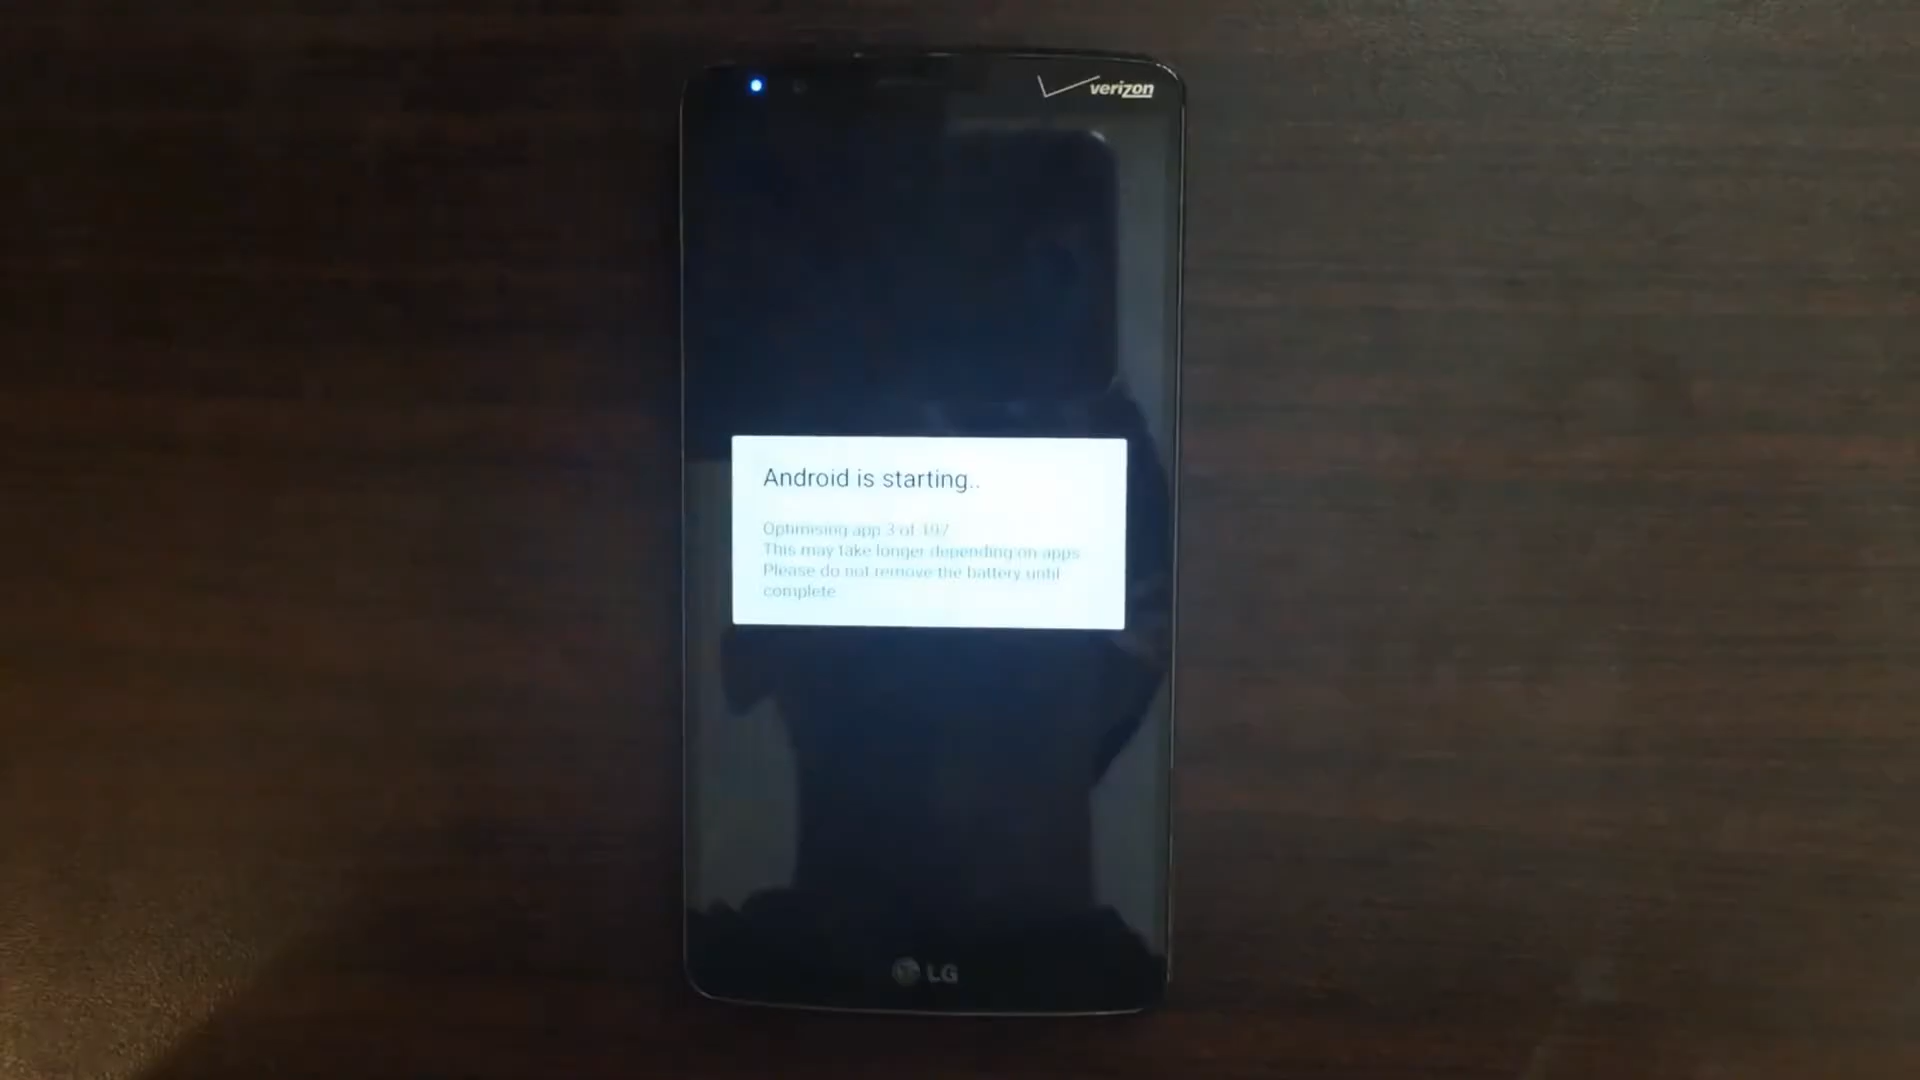 verizon
Android is starting..
Optimising app 3 of 197
This may take longer depending on apps
Please do not remove the battery until
complete
LG